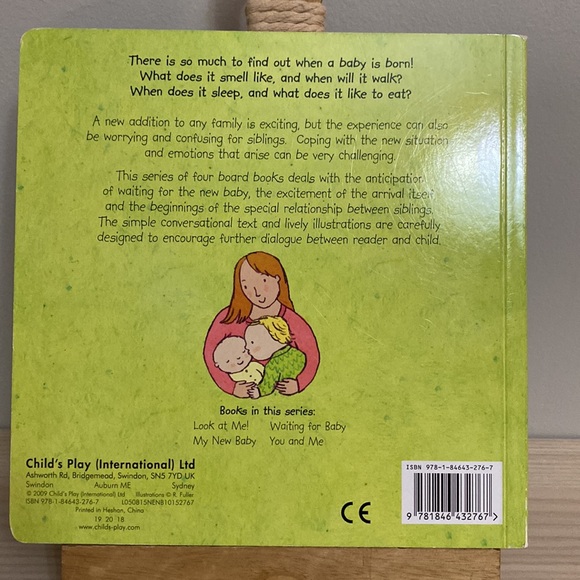 There is so much to find out when a baby is born!
What does it smell like, and when will it walk?
When does it sleep, and what does it like to eat?
A new addition to any family is exciting, but the experience can also
be worrying and confusing for siblings. Coping with the new situation
and emotions that arise can be very challenging.
This series of four board books deals with the anticipation
of waiting for the new baby, the excitement of the arrival itself
and the beginnings of the special relationship between siblings.
The simple conversational text and lively illustrations are carefully
designed to encourage further dialogue between reader and child.
Books in this series:
Look at Me! Waiting for Baby
My New Baby You and Me
Child's Play (International) Ltd
Ashworth Rd, Bridgemead, Swindon, SN5 7YD UK
Swindon Auburn ME Sydney
© 2009 Child's Play (International) Ltd Illustrations © R. Fuller
ISBN 978-1-84643-276-7 L050815NENB10152767
Printed in Heshan, China
19 20 18
www.childs-play.com
CE
ISBN 978-1-84643-276-7
9 781846 432767 >